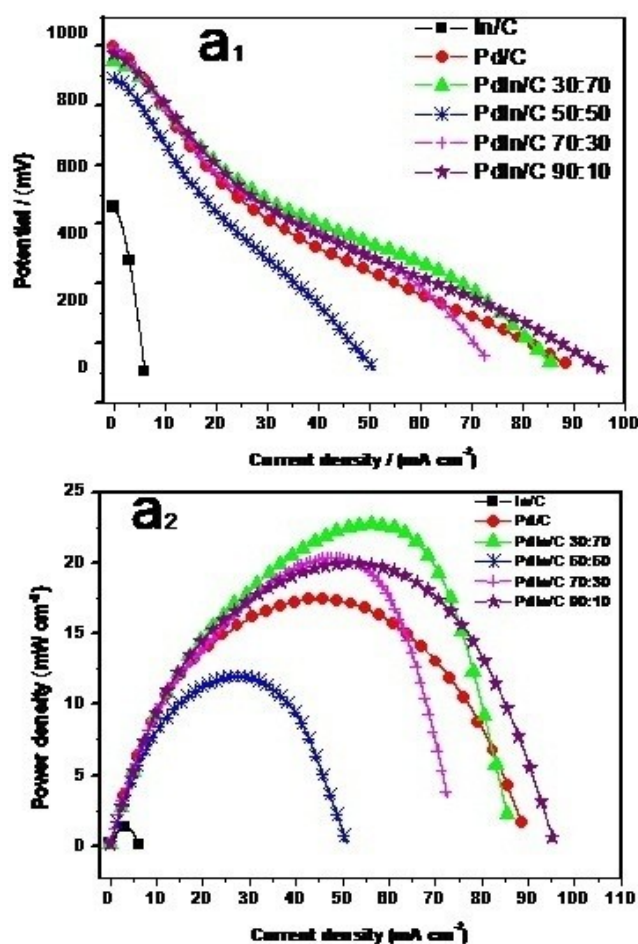 a1
In/C
Pd/C
PdIn/C 30:70
PdIn/C 50:50
PdIn/C 70:30
PdIn/C 90:10
Potential / (mV)
1000
800
600
400
200
0
0 10 20 30 40 50 60 70 80 90 100
Current density / (mA cm-2)
a2
In/C
Pd/C
PdIn/C 30:70
PdIn/C 50:50
PdIn/C 70:30
PdIn/C 90:10
Power density (mW cm-2)
25
20
15
10
5
0
0 10 20 30 40 50 60 70 80 90 100 110
Current density (mA cm-2)